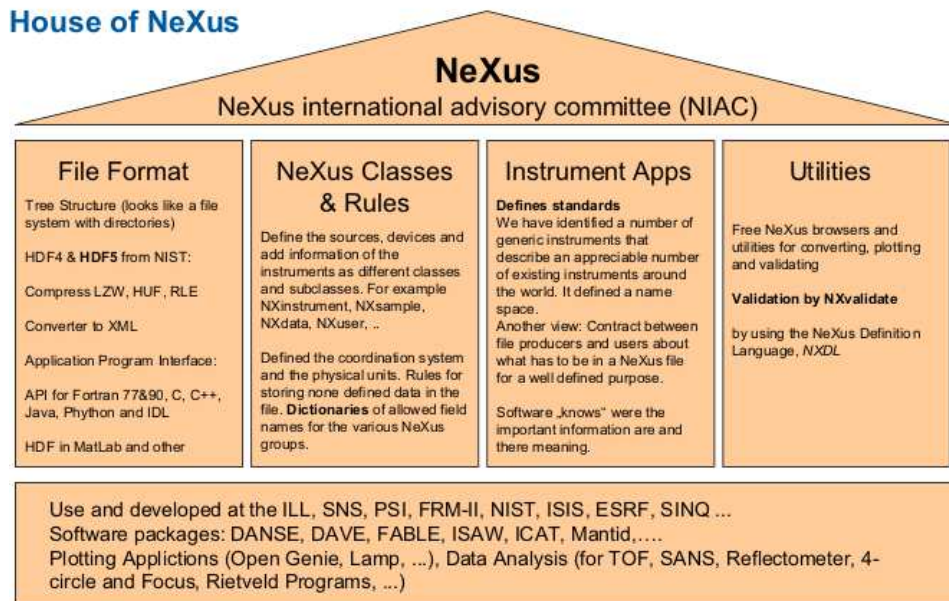 House of NeXus
NeXus
NeXus international advisory committee (NIAC)
File Format
Tree Structure (looks like a file
system with directories)
HDF4 & HDF5 from NIST:
Compress LZW, HUF, RLE
Converter to XML
Application Program Interface:
API for Fortran 77&90, C, C++,
Java, Phython and IDL
HDF in MatLab and other
NeXus Classes
& Rules
Define the sources, devices and
add information of the
instruments as different classes
and subclasses. For example
NXinstrument, NXsample,
NXdata, NXuser, ..
Defined the coordination system
and the physical units. Rules for
storing none defined data in the
file. Dictionaries of allowed field
names for the various NeXus
groups.
Instrument Apps
Defines standards
We have identified a number of
generic instruments that
describe an appreciable number
of existing instruments around
the world. It defined a name
space.
Another view: Contract between
file producers and users about
what has to be in a NeXus file
for a well defined purpose.
Software „knows“ were the
important information are and
there meaning.
Utilities
Free NeXus browsers and
utilities for converting, plotting
and validating
Validation by NXvalidate
by using the NeXus Definition
Language, NXDL
Use and developed at the ILL, SNS, PSI, FRM-II, NIST, ISIS, ESRF, SINQ ...
Software packages: DANSE, DAVE, FABLE, ISAW, ICAT, Mantid,....
Plotting Applictions (Open Genie, Lamp, ...), Data Analysis (for TOF, SANS, Reflectometer, 4-
circle and Focus, Rietveld Programs, ...)